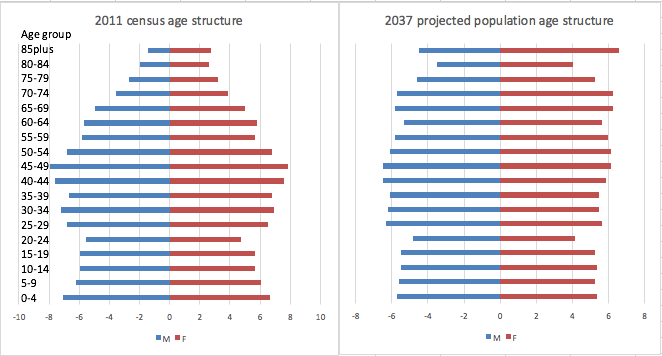 2011 census age structure
Age group
85plus
80-84
75-79
70-74
65-69
60-64
55-59
50-54
45-49
40-44
35-39
30-34
25-29
20-24
15-19
10-14
5-9
0-4
-10 -8 -6 -4 -2 0 2 4 6 8 10
M F
2037 projected population age structure
-8 -6 -4 -2 0 2 4 6 8
M F